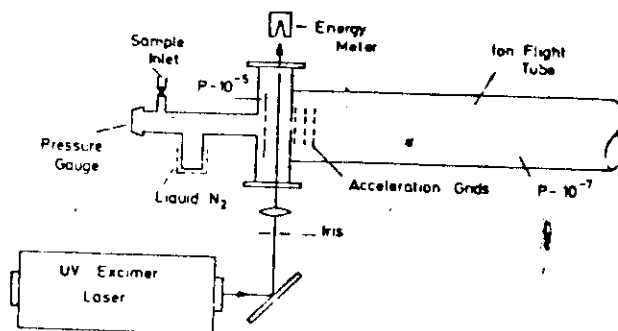 Energy
Meter
Sample
Inlet
Ion Flight
Tube
P-10⁻⁵
Pressure
Gauge
Liquid N₂
Acceleration Grids
P-10⁻⁷
Iris
UV Excimer
Laser